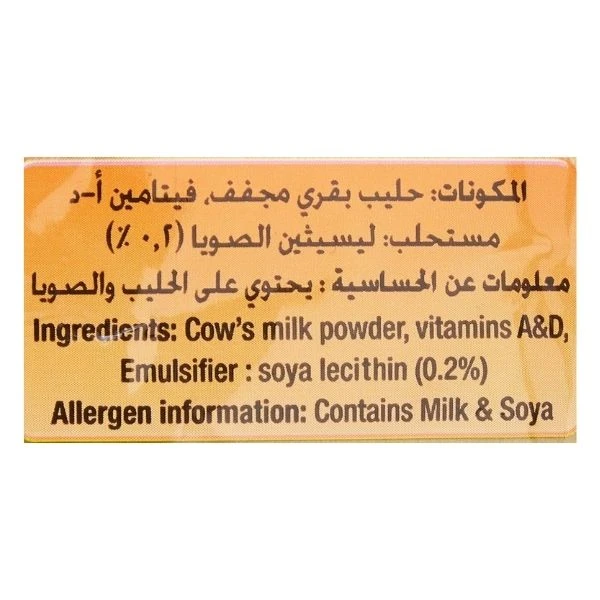 المكونات: حليب بقري مجفف، فيتامين أ-د
مستحلب: ليسيثين الصويا (٠,٢ ٪)
معلومات عن الحساسية : يحتوي على الحليب والصويا
Ingredients: Cow's milk powder, vitamins A&D,
Emulsifier : soya lecithin (0.2%)
Allergen information: Contains Milk & Soya